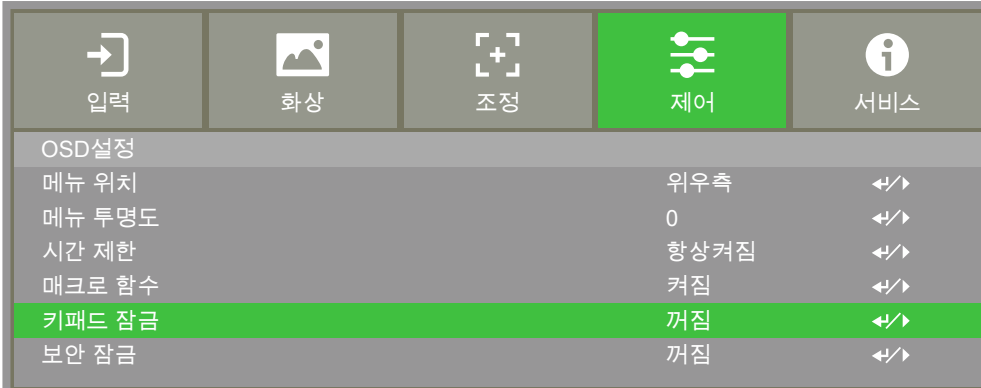 입력 화상 조정 제어 서비스
OSD설정
메뉴 위치 위우측
메뉴 투명도 0
시간 제한 항상켜짐
매크로 함수 켜짐
키패드 잠금 꺼짐
보안 잠금 꺼짐